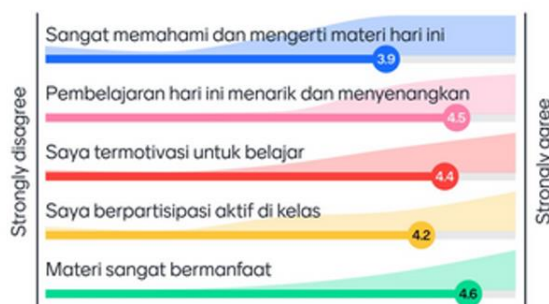 Strongly disagree
Sangat memahami dan mengerti materi hari ini
3.9
Pembelajaran hari ini menarik dan menyenangkan
4.5
Saya termotivasi untuk belajar
4.4
Saya berpartisipasi aktif di kelas
4.2
Materi sangat bermanfaat
4.6
Strongly agree